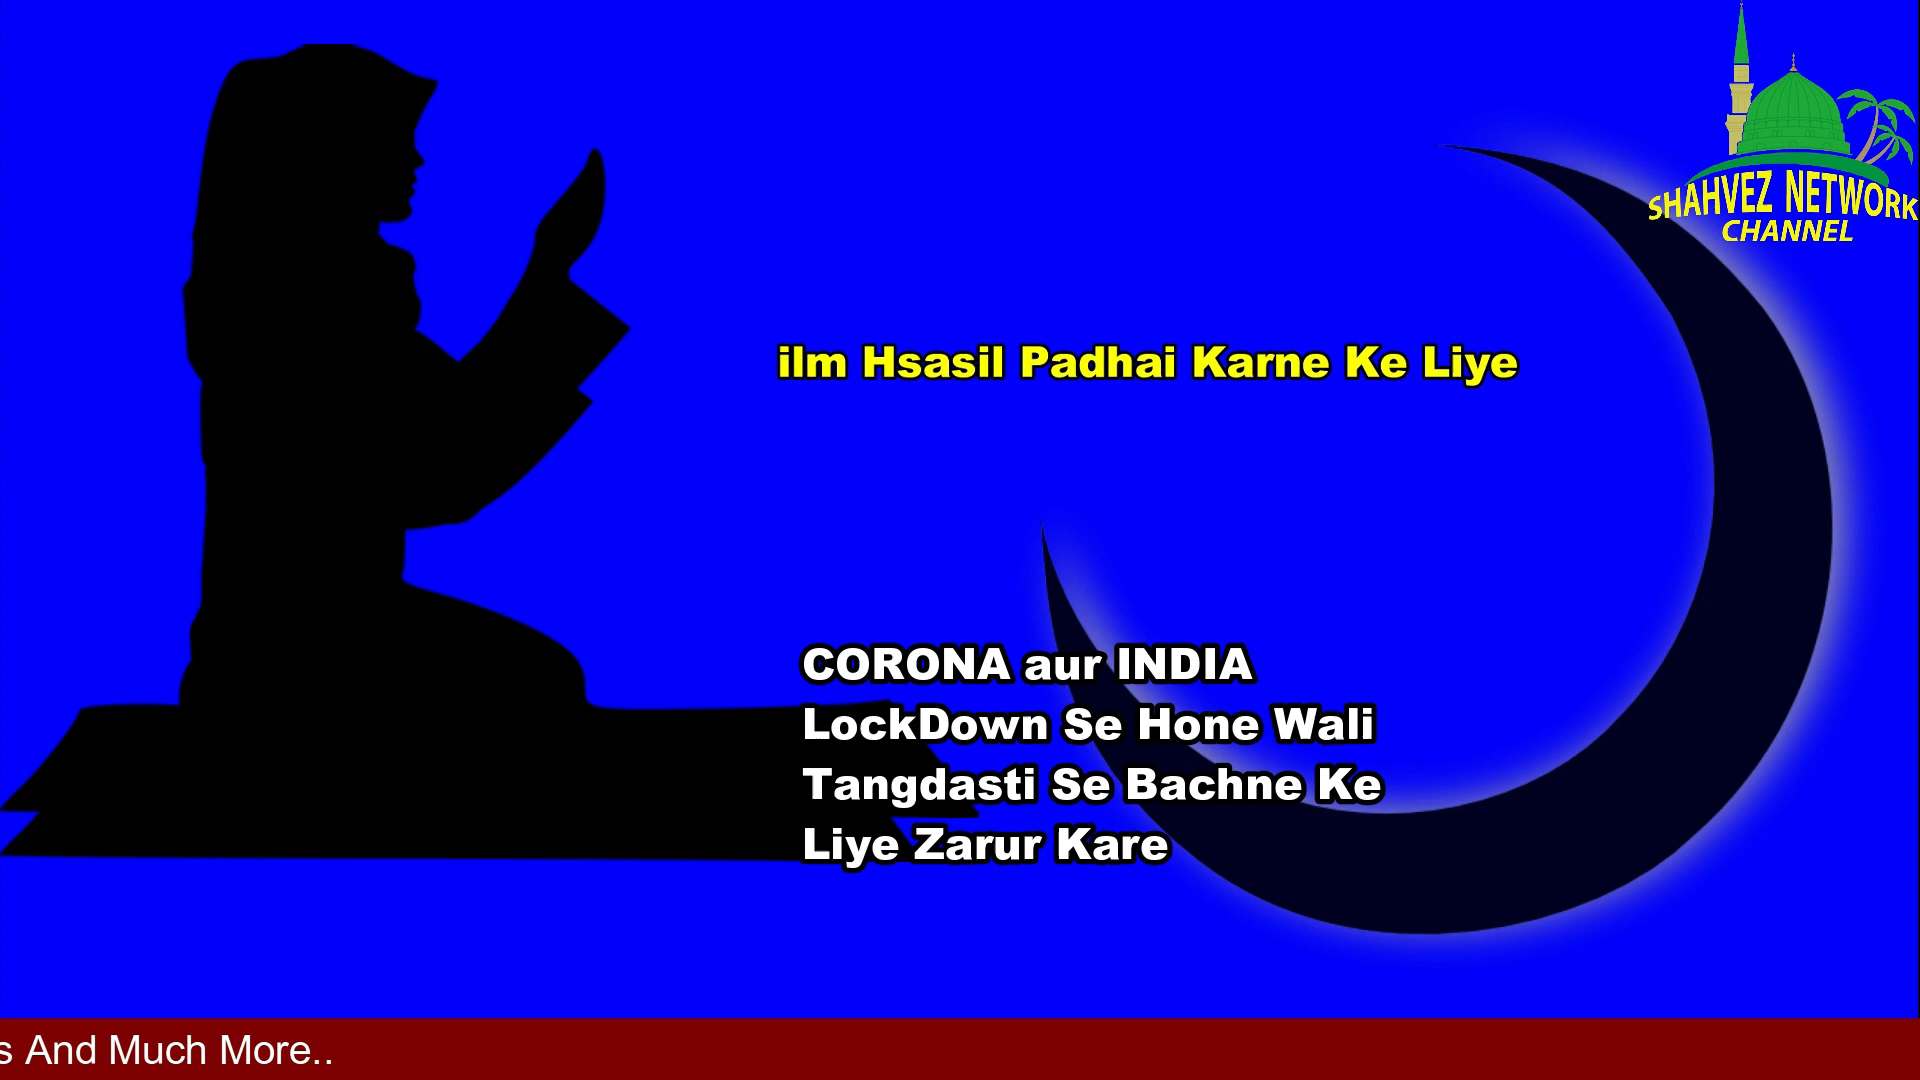 SHAHVEZ NETWORK
CHANNEL
ilm Hsasil Padhai Karne Ke Liye
CORONA aur INDIA
LockDown Se Hone Wali
Tangdasti Se Bachne Ke
Liye Zarur Kare
s And Much More..